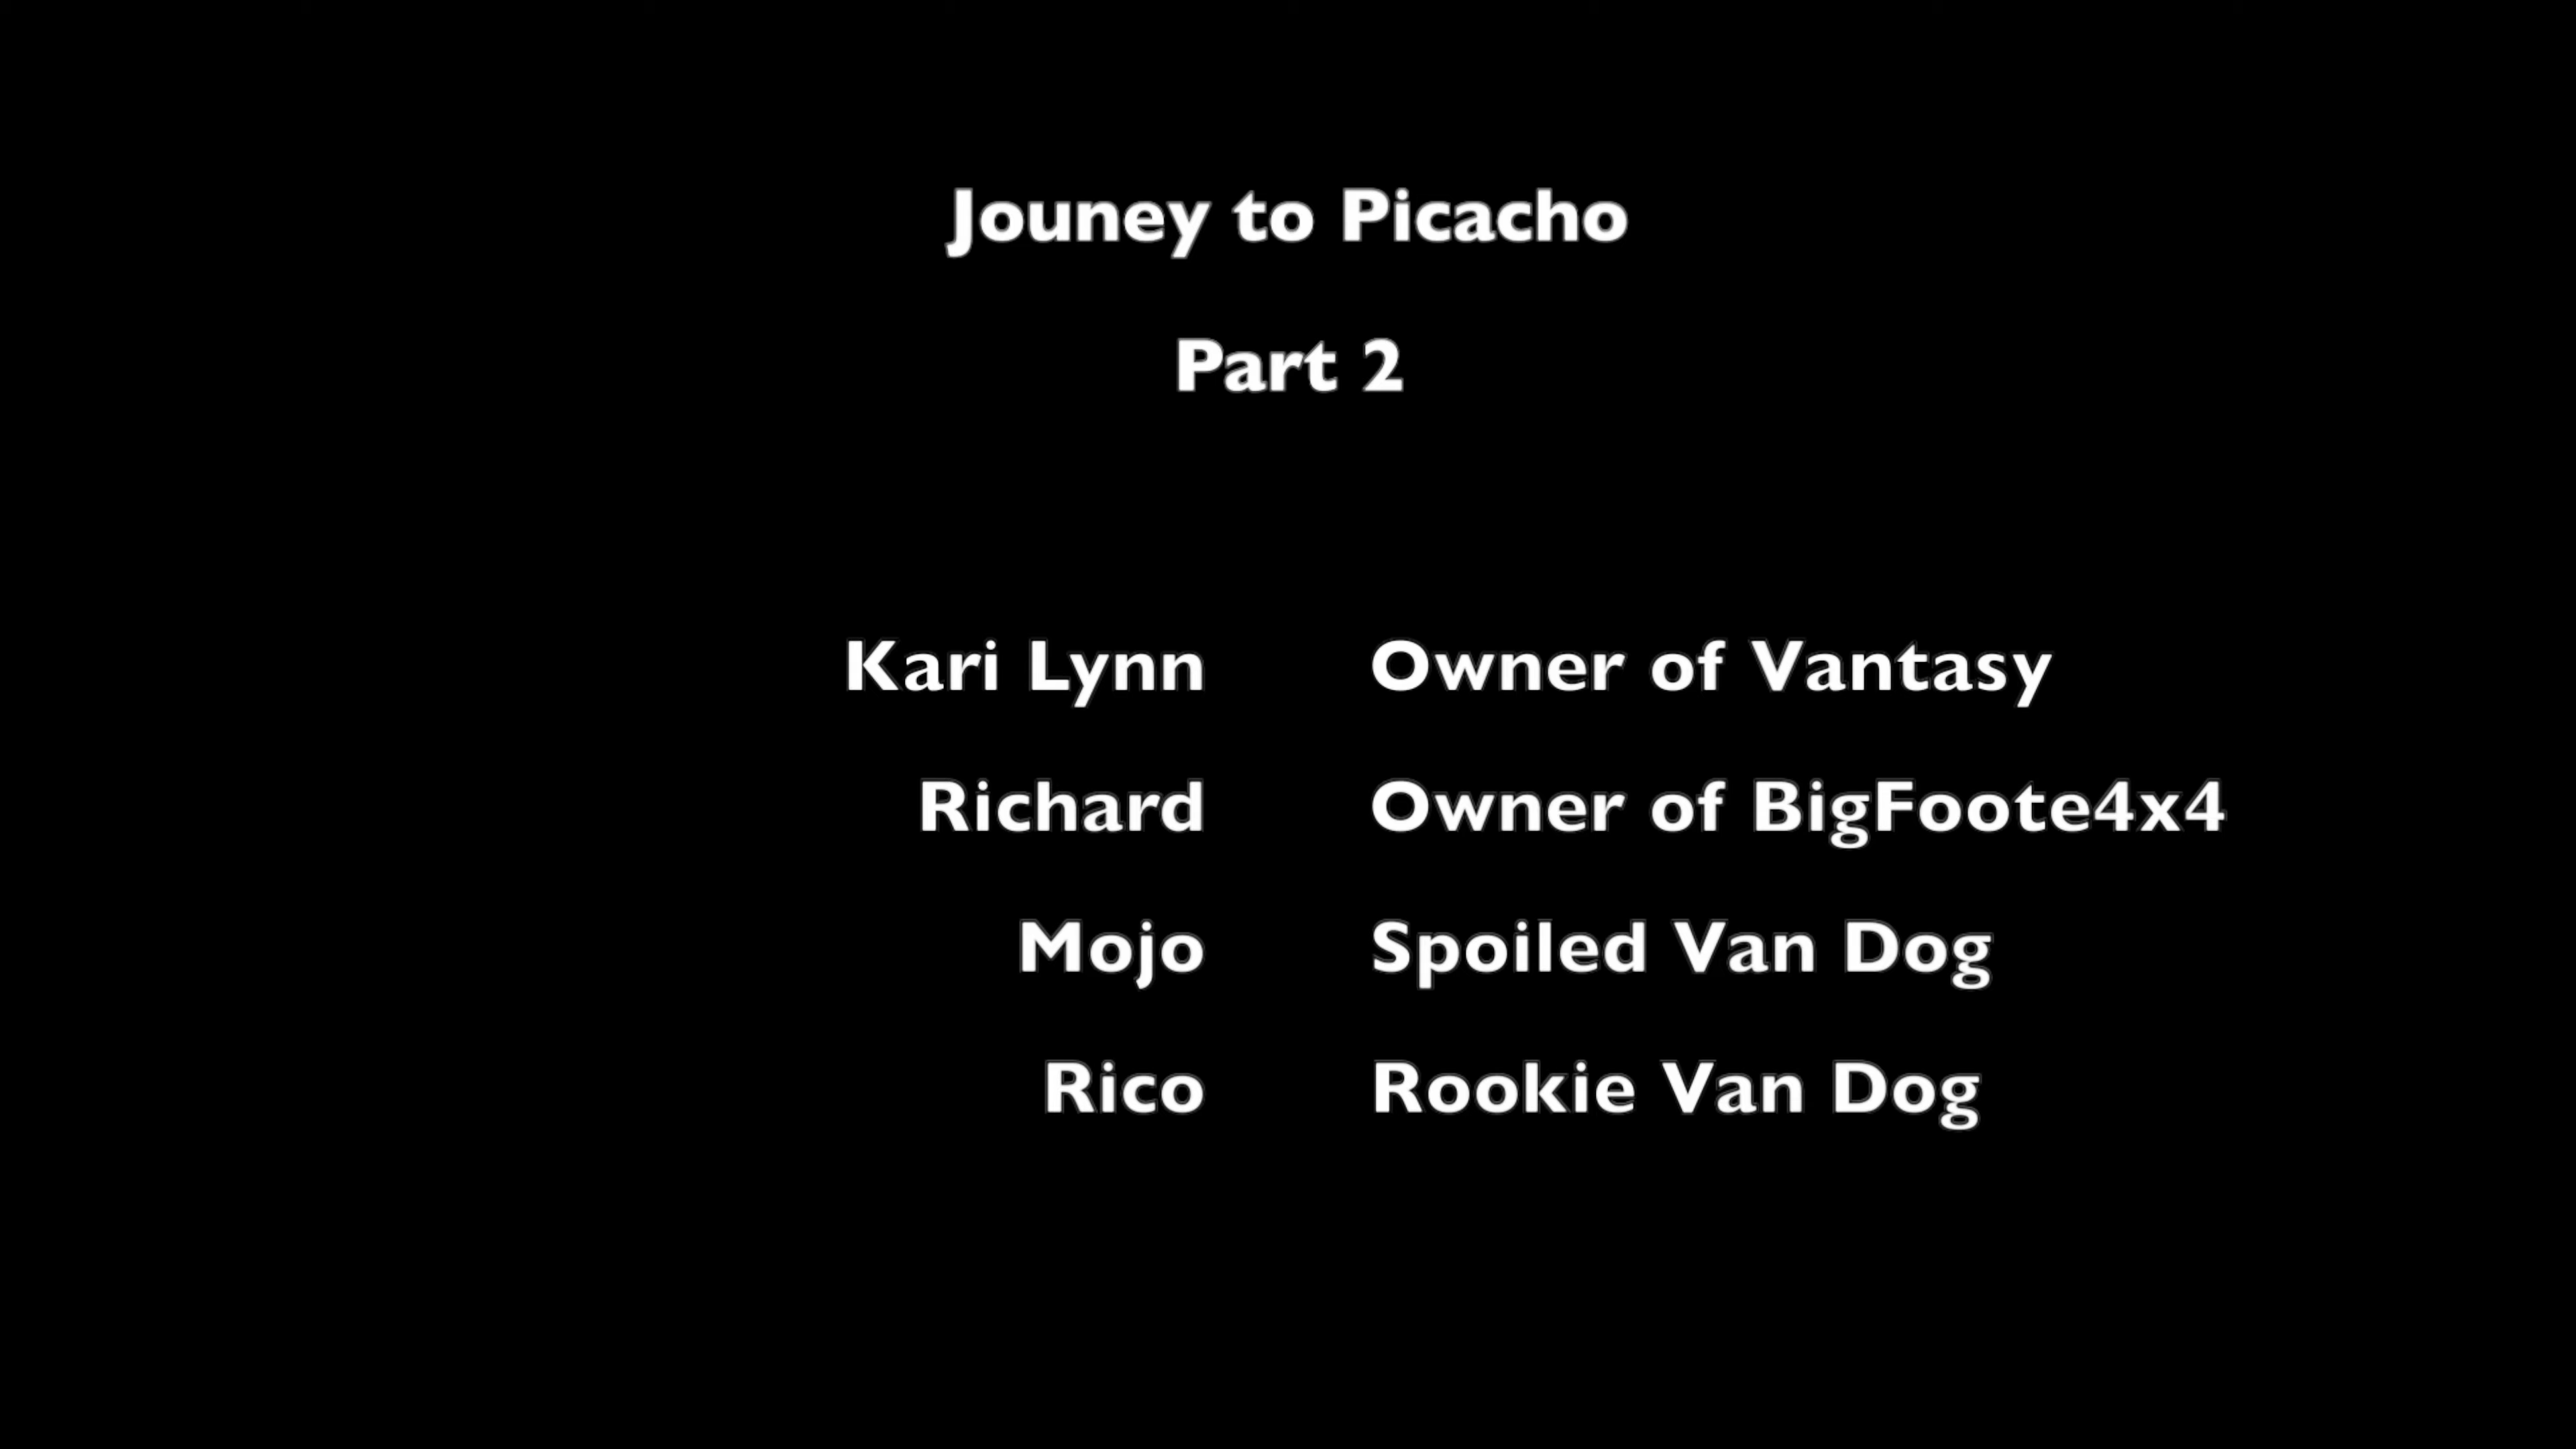 Jouney to Picacho
Part 2
Kari Lynn Owner of Vantasy
Richard Owner of BigFoote4x4
Mojo Spoiled Van Dog
Rico Rookie Van Dog